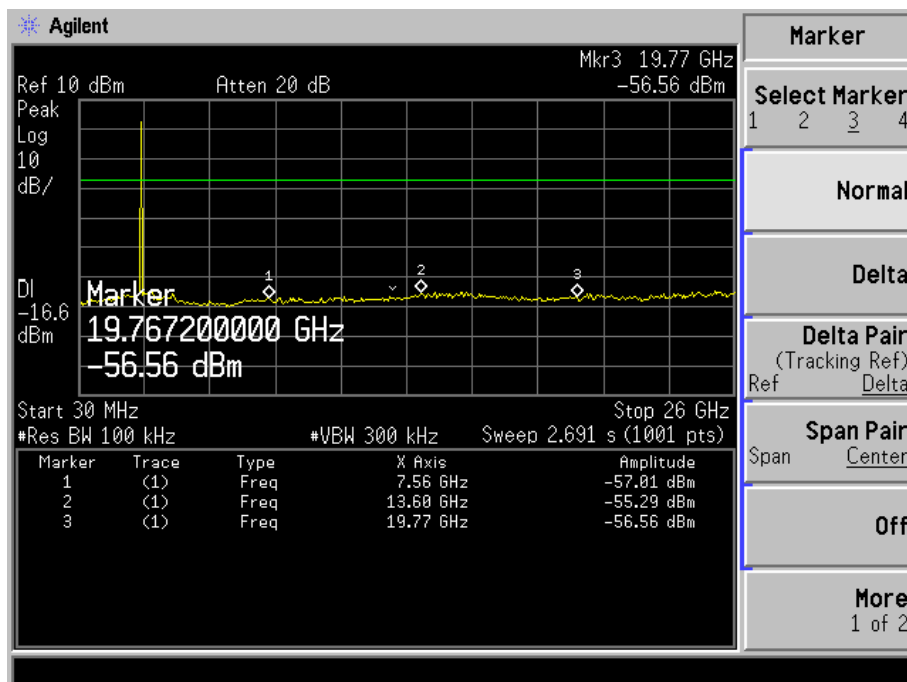 Agilent
Marker
Mkr3 19.77 GHz
Ref 10 dBm Atten 20 dB -56.56 dBm
Peak
Log
10
dB/
DI
-16.6
dBm
1 2 3
Marker
19.767200000 GHz
-56.56 dBm
Start 30 MHz Stop 26 GHz
#Res BW 100 kHz #VBW 300 kHz Sweep 2.691 s (1001 pts)
Marker Trace Type X Axis Amplitude
1 (1) Freq 7.56 GHz -57.01 dBm
2 (1) Freq 13.60 GHz -55.29 dBm
3 (1) Freq 19.77 GHz -56.56 dBm
Select Marker
1 2 3 4
Normal
Delta
Delta Pair
(Tracking Ref)
Ref Delta
Span Pair
Span Center
Off
More
1 of 2